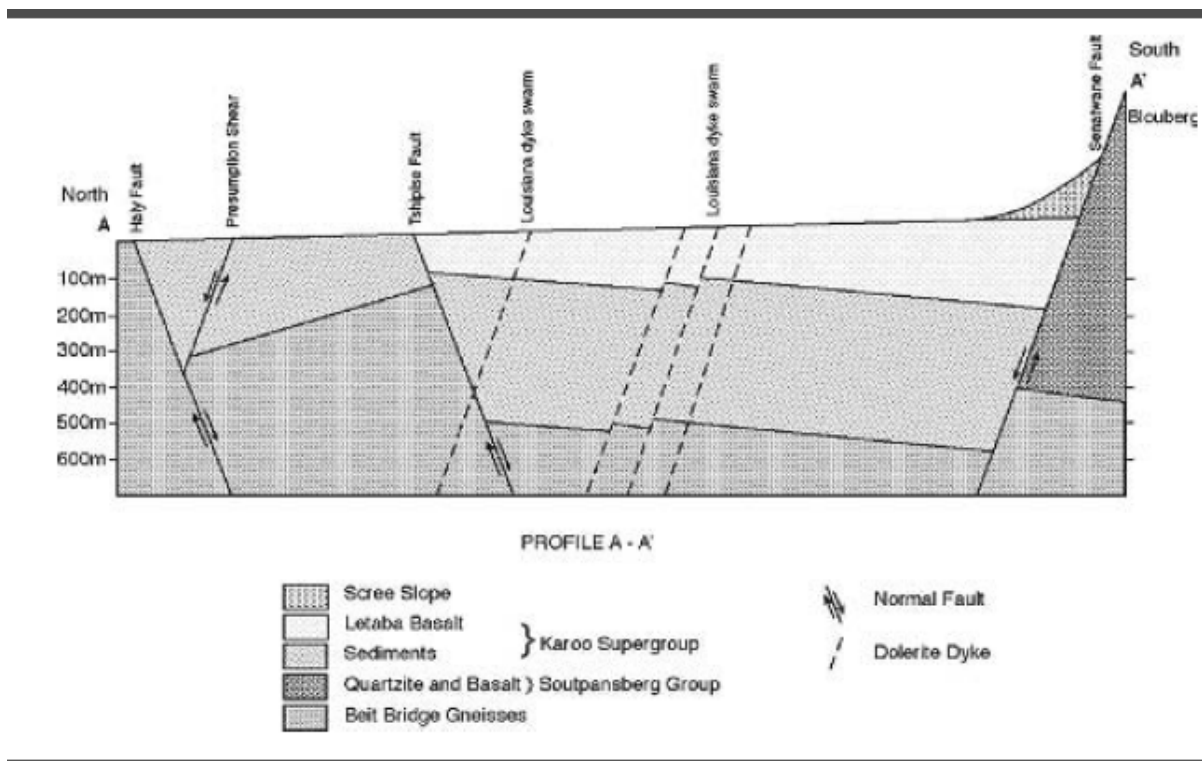 North
A
Haly Fault
Presumption Shear
Tshipise Fault
Louisiana dyke swarm
Louisiana dyke swarm
Senatwane Fault
South
A'
Blouberg
100m
200m
300m
400m
500m
600m
PROFILE A - A'
Scree Slope
Letaba Basalt
Sediments
} Karoo Supergroup
Quartzite and Basalt } Soutpansberg Group
Beit Bridge Gneisses
Normal Fault
Dolerite Dyke